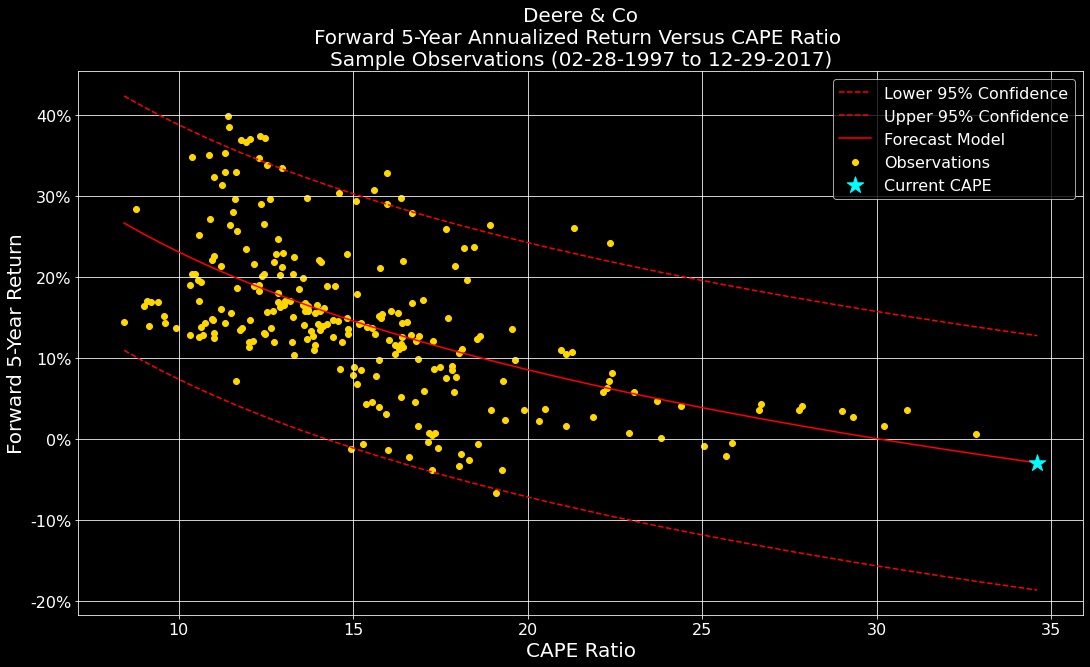 Deere & Co
Forward 5-Year Annualized Return Versus CAPE Ratio
Sample Observations (02-28-1997 to 12-29-2017)
Lower 95% Confidence
Upper 95% Confidence
Forecast Model
Observations
Current CAPE
Forward 5-Year Return
40%
30%
20%
10%
0%
-10%
-20%
10
15
20
25
30
35
CAPE Ratio